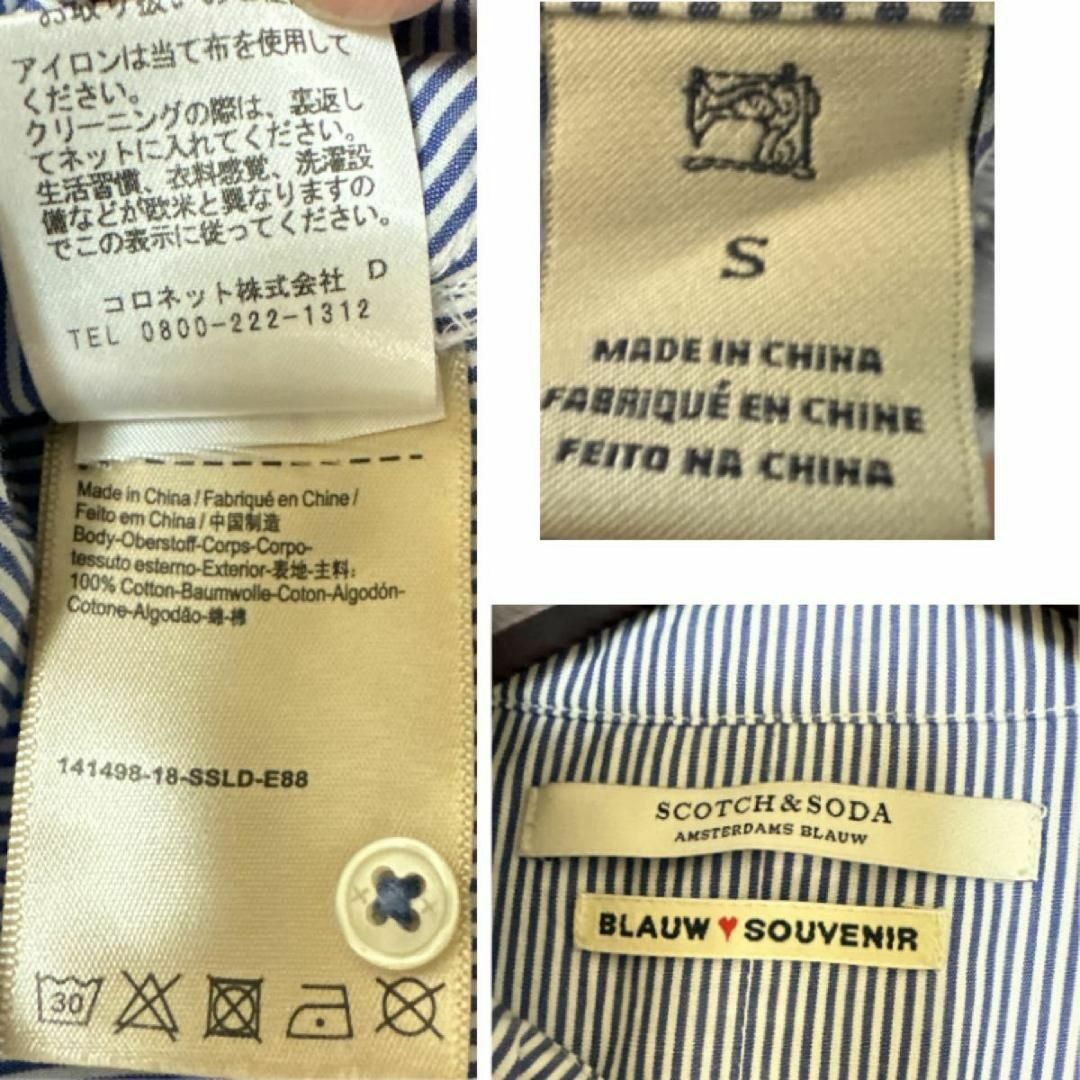 お取り扱いの
アイロンは当て布を使用して
ください。
クリーニングの際は、裏返し
てネットに入れてください。
生活習慣、衣料感覚、洗濯設
備などが欧米と異なりますの
でこの表示に従ってください。
コロネット株式会社 D
TEL 0800-222-1312
Made in China / Fabriqué en Chine /
Feito em China / 中国制造
Body-Oberstoff-Corps-Corpo-
tessuto esterno-Exterior-表地-主料:
100% Cotton-Baumwolle-Coton-Algodón-
Cotone-Algodão-綿-棉
141498-18-SSLD-E88
30
S
MADE IN CHINA
FABRIQUÉ EN CHINE
FEITO NA CHINA
SCOTCH & SODA
AMSTERDAMS BLAUW
BLAUW ♥ SOUVENIR